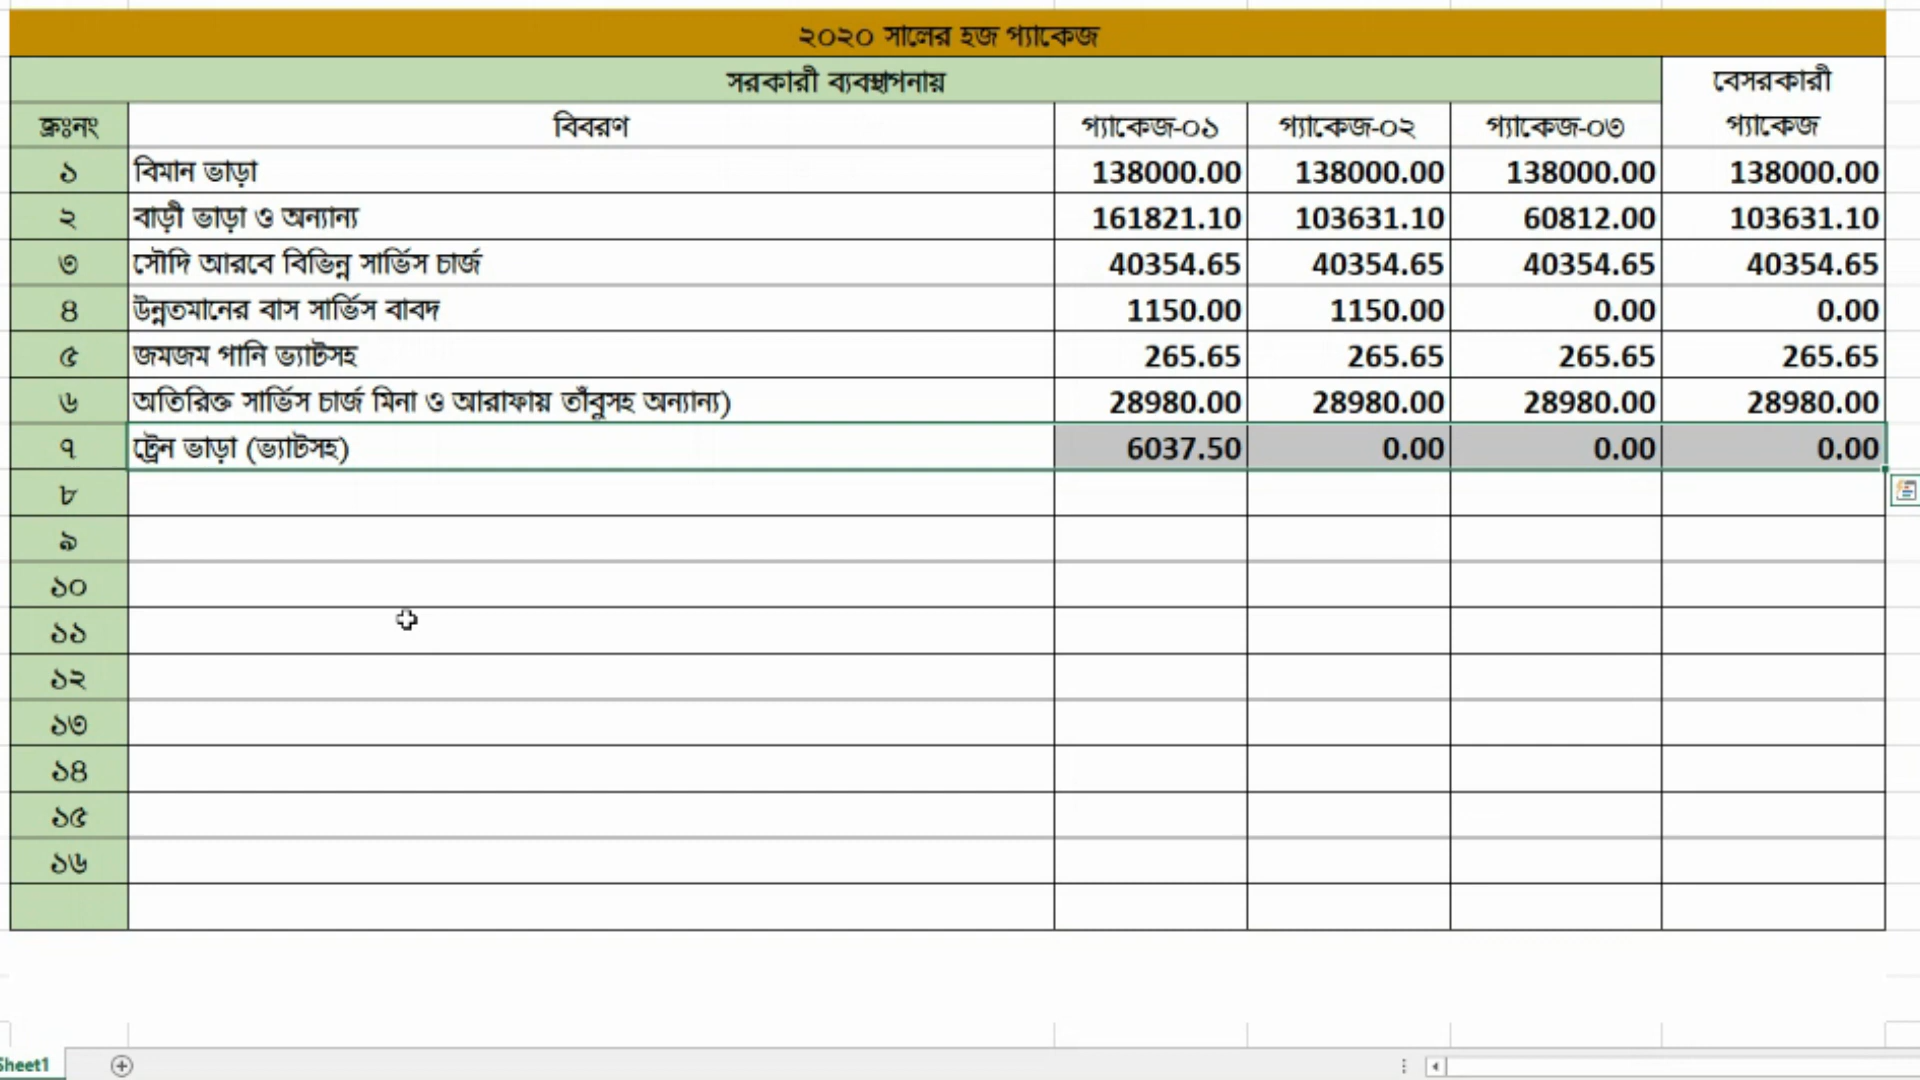 ২০২০ সালের হজ প্যাকেজ
সরকারী ব্যবস্থাপনায় বেসরকারী
ক্রঃনং বিবরণ প্যাকেজ-০১ প্যাকেজ-০২ প্যাকেজ-০৩ প্যাকেজ
১ বিমান ভাড়া 138000.00 138000.00 138000.00 138000.00
২ বাড়ী ভাড়া ও অন্যান্য 161821.10 103631.10 60812.00 103631.10
৩ সৌদি আরবে বিভিন্ন সার্ভিস চার্জ 40354.65 40354.65 40354.65 40354.65
৪ উন্নতমানের বাস সার্ভিস বাবদ 1150.00 1150.00 0.00 0.00
৫ জমজম পানি ভ্যাটসহ 265.65 265.65 265.65 265.65
৬ অতিরিক্ত সার্ভিস চার্জ মিনা ও আরাফায় তাঁবুসহ অন্যান্য) 28980.00 28980.00 28980.00 28980.00
৭ ট্রেন ভাড়া (ভ্যাটসহ) 6037.50 0.00 0.00 0.00
৮
৯
১০
১১
১২
১৩
১৪
১৫
১৬
Sheet1